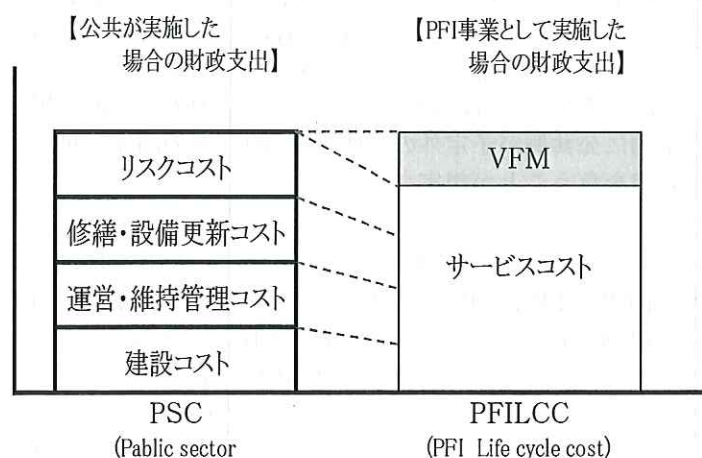 【公共が実施した
場合の財政支出】
【PFI事業として実施した
場合の財政支出】
リスクコスト
修繕・設備更新コスト
運営・維持管理コスト
建設コスト
VFM
サービスコスト
PSC
(Pablic sector
PFILCC
(PFI Life cycle cost)